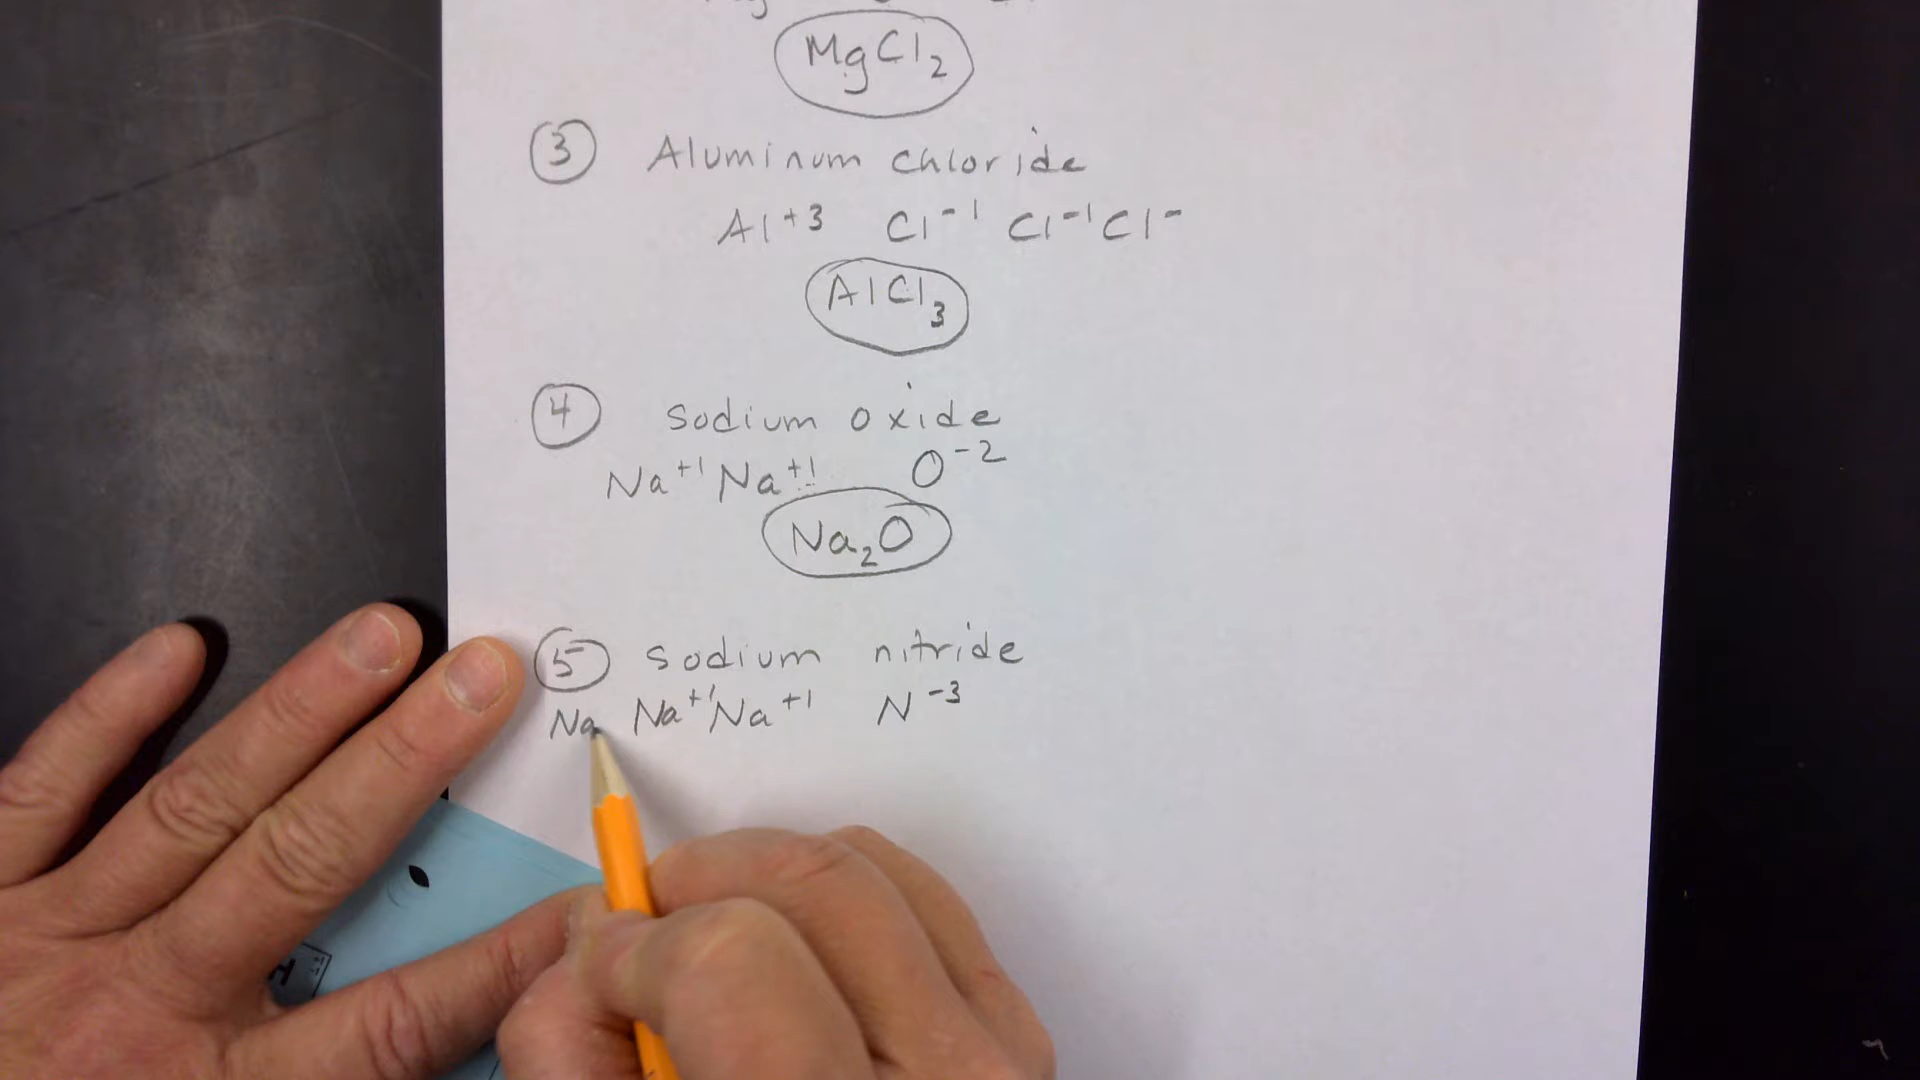 MgCl₂
③ Aluminum chloride
Al⁺³ Cl⁻¹ Cl⁻¹ Cl⁻
AlCl₃
④ sodium oxide
Na⁺¹ Na⁺¹ O⁻²
Na₂O
⑤ sodium nitride
Na Na⁺¹ Na⁺¹ N⁻³